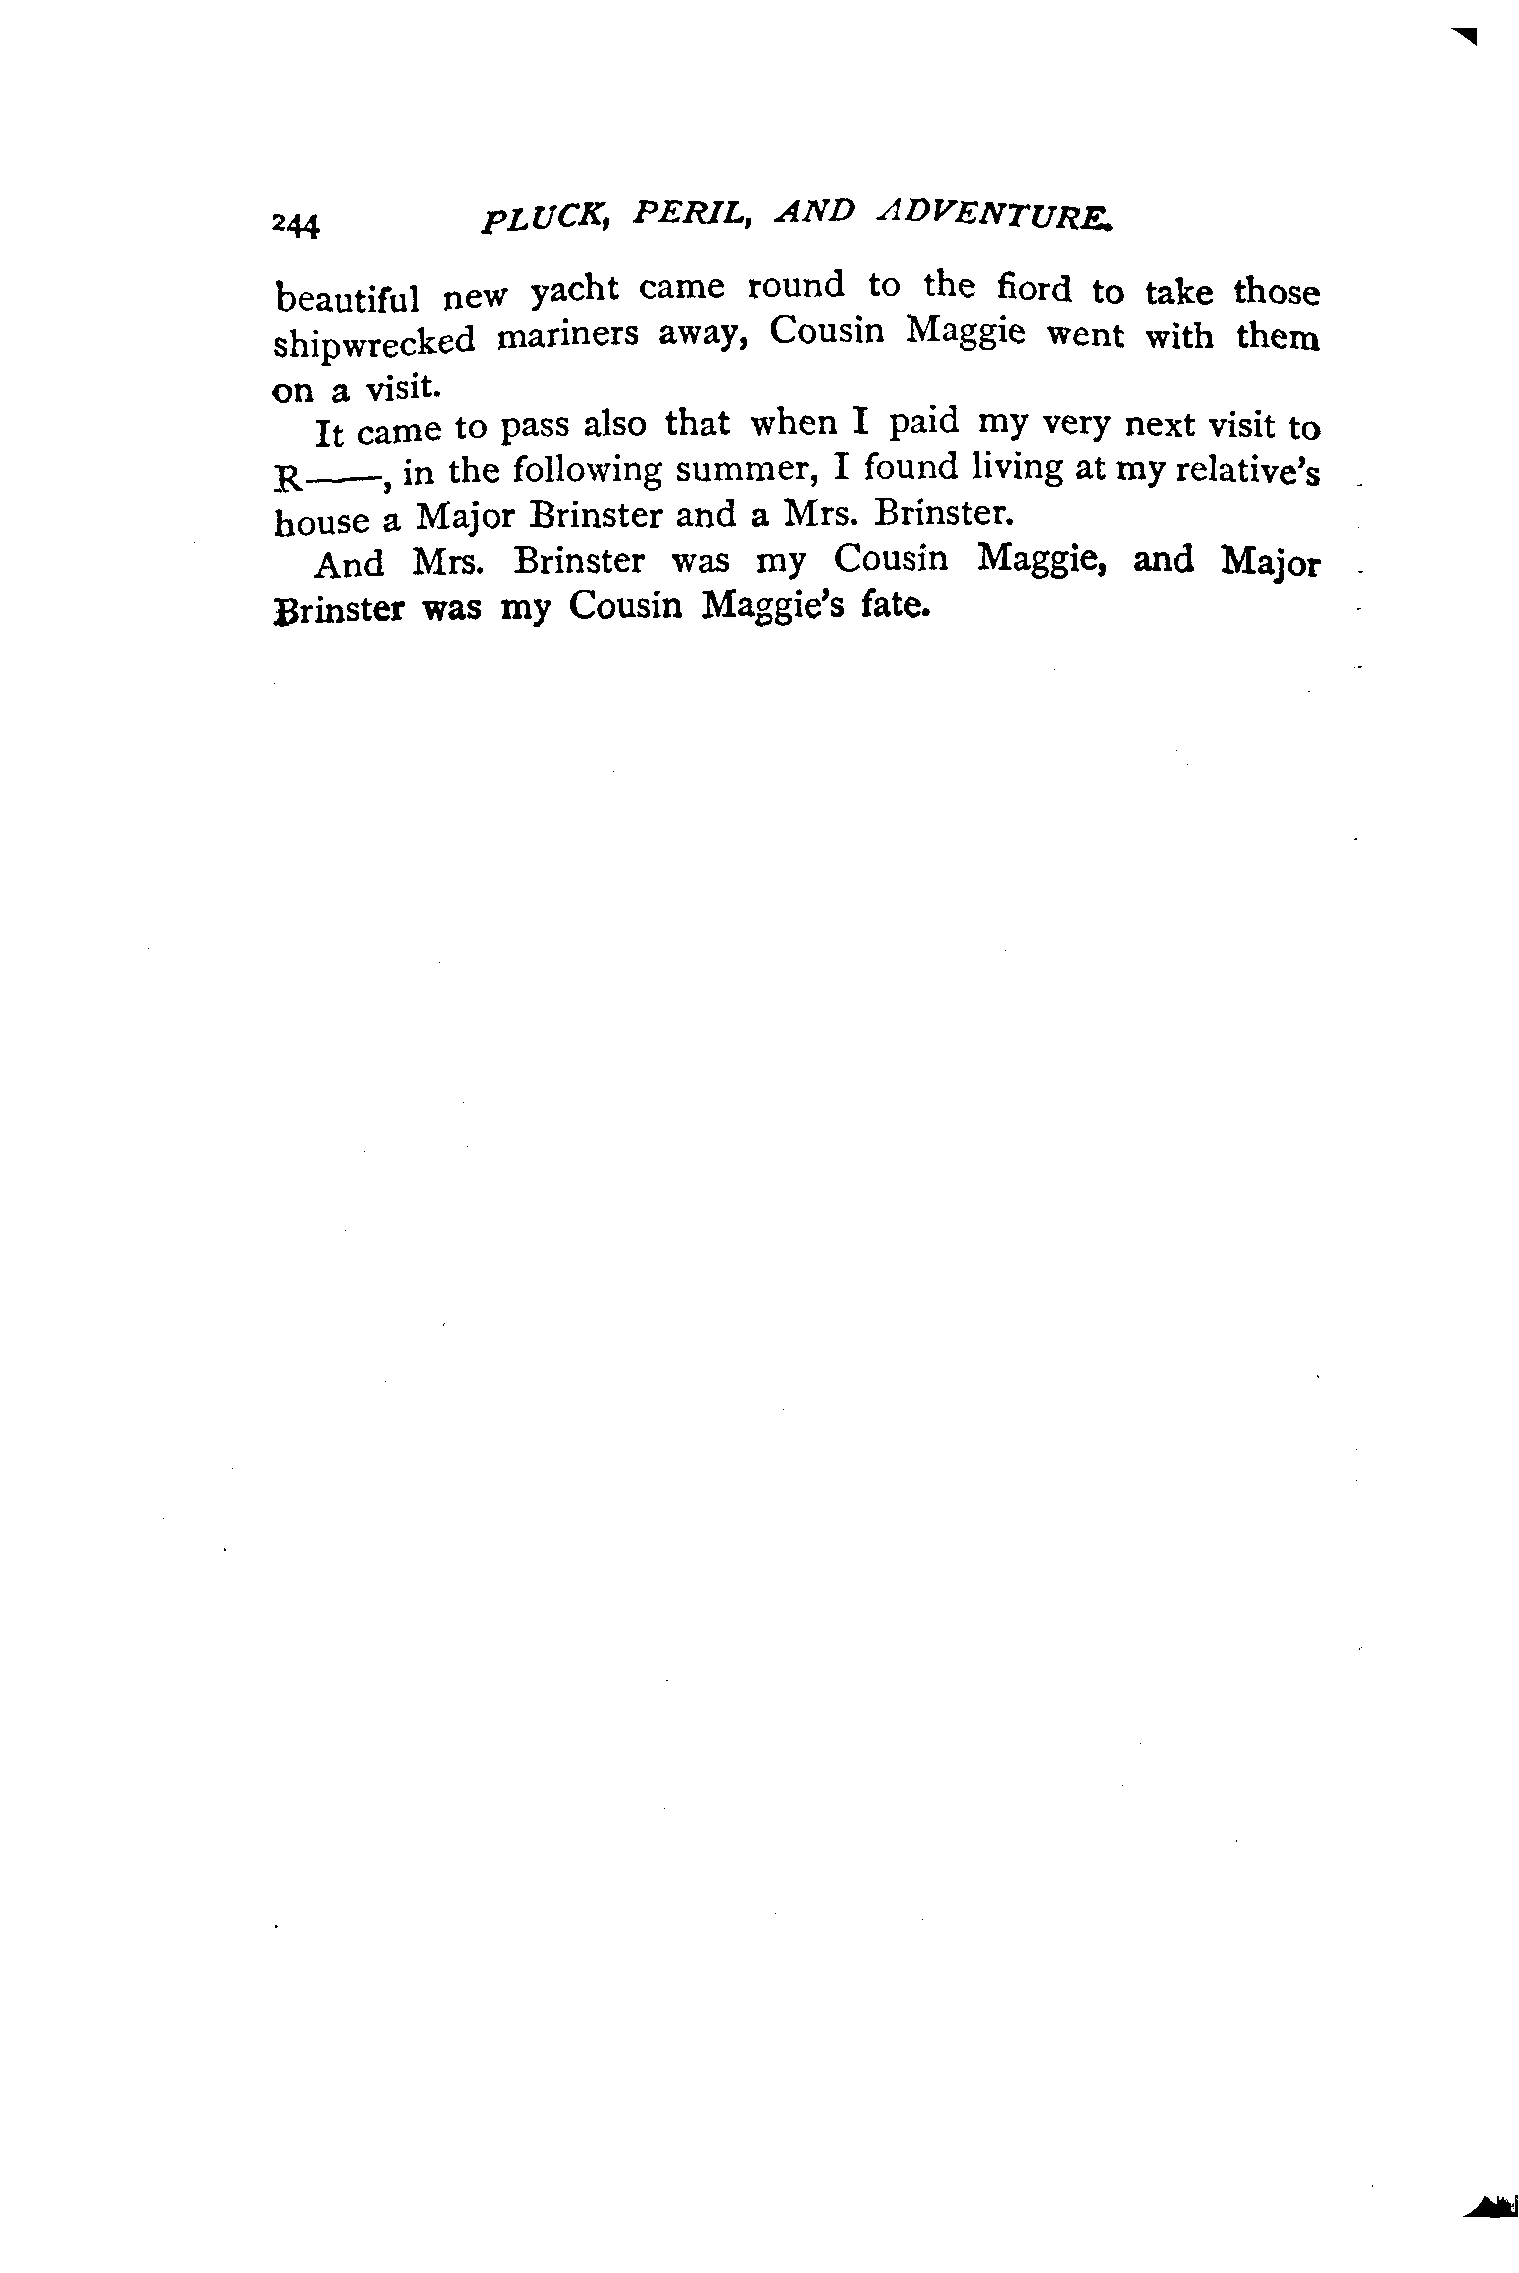 244 PLUCK, PERIL, AND ADVENTURE.
beautiful new yacht came round to the fiord to take those
shipwrecked mariners away, Cousin Maggie went with them
on a visit.
It came to pass also that when I paid my very next visit to
R——, in the following summer, I found living at my relative's
house a Major Brinster and a Mrs. Brinster.
And Mrs. Brinster was my Cousin Maggie, and Major
Brinster was my Cousin Maggie's fate.